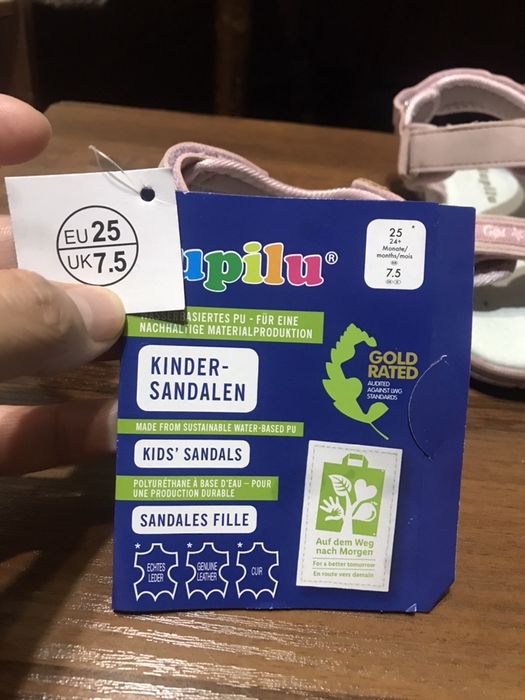 EU 25
UK 7.5
upilu®
25
24+
Monate/
months/mois
7.5
WASSERBASIERTES PU - FÜR EINE
NACHHALTIGE MATERIALPRODUKTION
KINDER-
SANDALEN
GOLD
RATED
AUDITED
AGAINST LWG
STANDARDS
MADE FROM SUSTAINABLE WATER-BASED PU
KIDS' SANDALS
POLYURÉTHANE À BASE D'EAU – POUR
UNE PRODUCTION DURABLE
SANDALES FILLE
Auf dem Weg
nach Morgen
For a better tomorrow
En route vers demain
* ECHTES
LEDER
* GENUINE
LEATHER
* CUIR